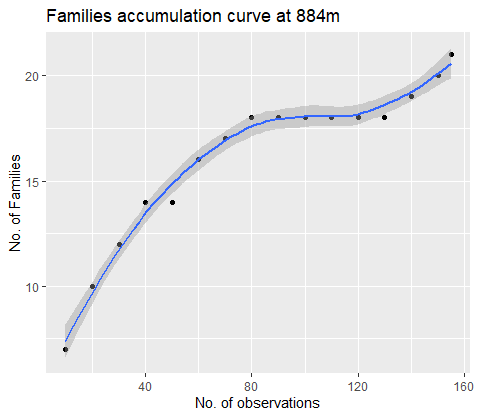 Families accumulation curve at 884m
No. of Families
20
15
10
40 80 120 160
No. of observations